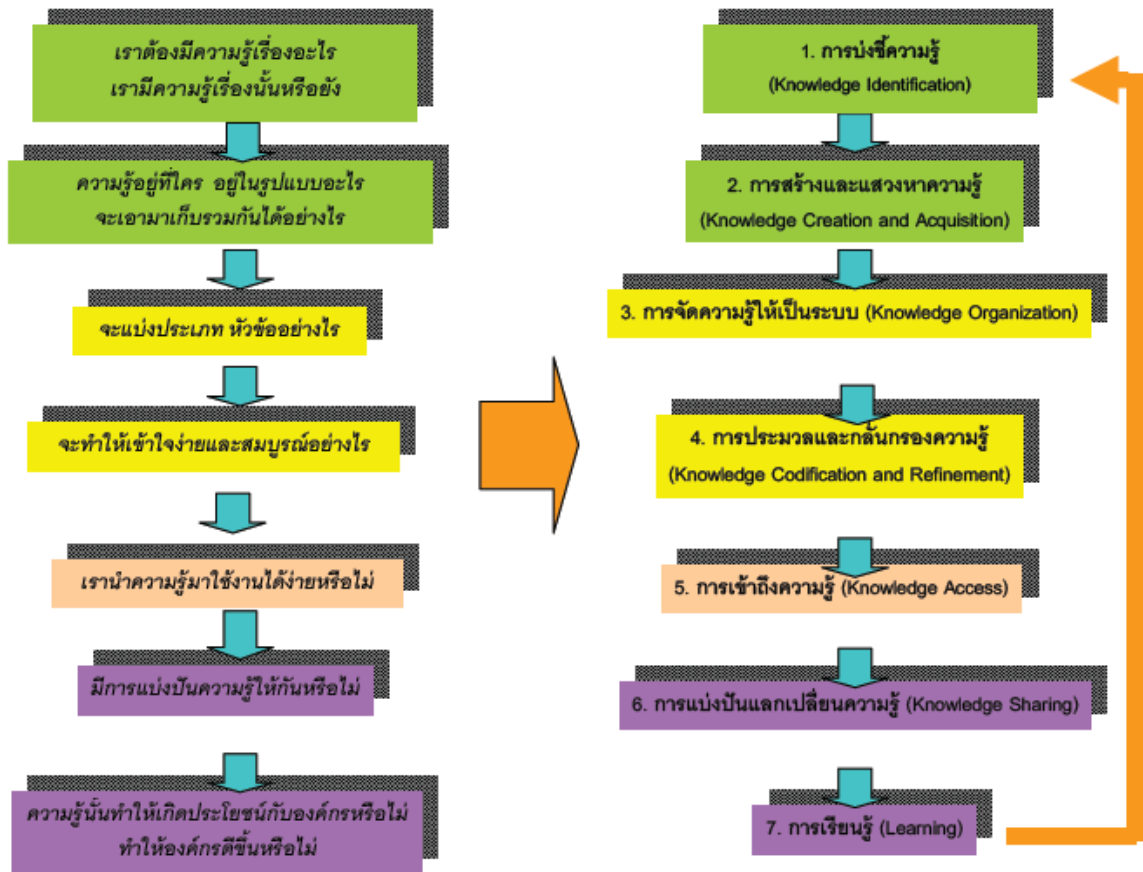 เราต้องมีความรู้เรื่องอะไร
เรามีความรู้เรื่องนั้นหรือยัง
ความรู้อยู่ที่ใคร อยู่ในรูปแบบอะไร
จะเอามาเก็บรวมกันได้อย่างไร
จะแบ่งประเภท หัวข้ออย่างไร
จะทำให้เข้าใจง่ายและสมบูรณ์อย่างไร
เรานำความรู้มาใช้งานได้ง่ายหรือไม่
มีการแบ่งปันความรู้ให้กันหรือไม่
ความรู้นั้นทำให้เกิดประโยชน์กับองค์กรหรือไม่
ทำให้องค์กรดีขึ้นหรือไม่
1. การบ่งชี้ความรู้
(Knowledge Identification)
2. การสร้างและแสวงหาความรู้
(Knowledge Creation and Acquisition)
3. การจัดความรู้ให้เป็นระบบ (Knowledge Organization)
4. การประมวลและกลั่นกรองความรู้
(Knowledge Codification and Refinement)
5. การเข้าถึงความรู้ (Knowledge Access)
6. การแบ่งปันแลกเปลี่ยนความรู้ (Knowledge Sharing)
7. การเรียนรู้ (Learning)